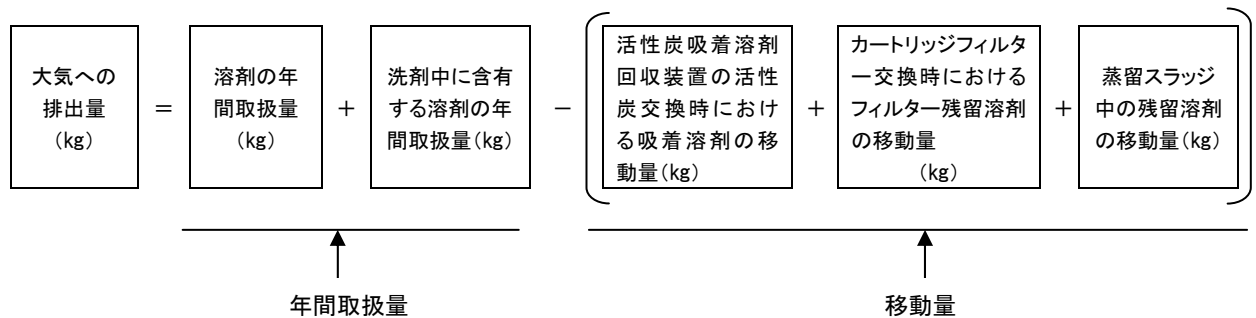 大気への
排出量
(kg)
＝
溶剤の年
間取扱量
(kg)
＋
洗剤中に含有
する溶剤の年
間取扱量(kg)
－
活性炭吸着溶剤
回収装置の活性
炭交換時におけ
る吸着溶剤の移
動量(kg)
＋
カートリッジフィルタ
ー交換時における
フィルター残留溶剤
の移動量
(kg)
＋
蒸留スラッジ
中の残留溶剤
の移動量(kg)
年間取扱量
移動量